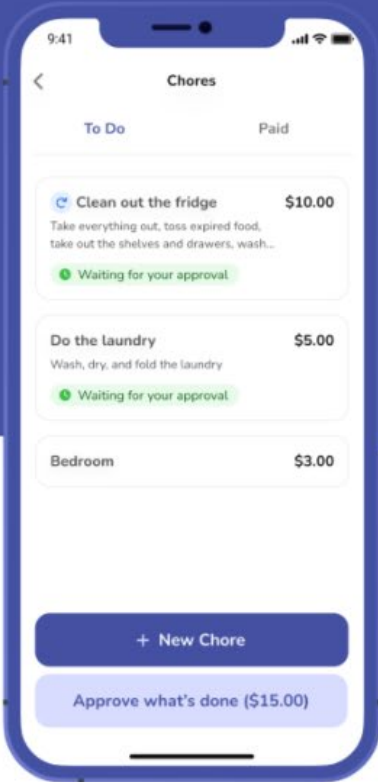 9:41
Chores
To Do Paid
Clean out the fridge $10.00
Take everything out, toss expired food,
take out the shelves and drawers, wash...
Waiting for your approval
Do the laundry $5.00
Wash, dry, and fold the laundry
Waiting for your approval
Bedroom $3.00
+ New Chore
Approve what's done ($15.00)